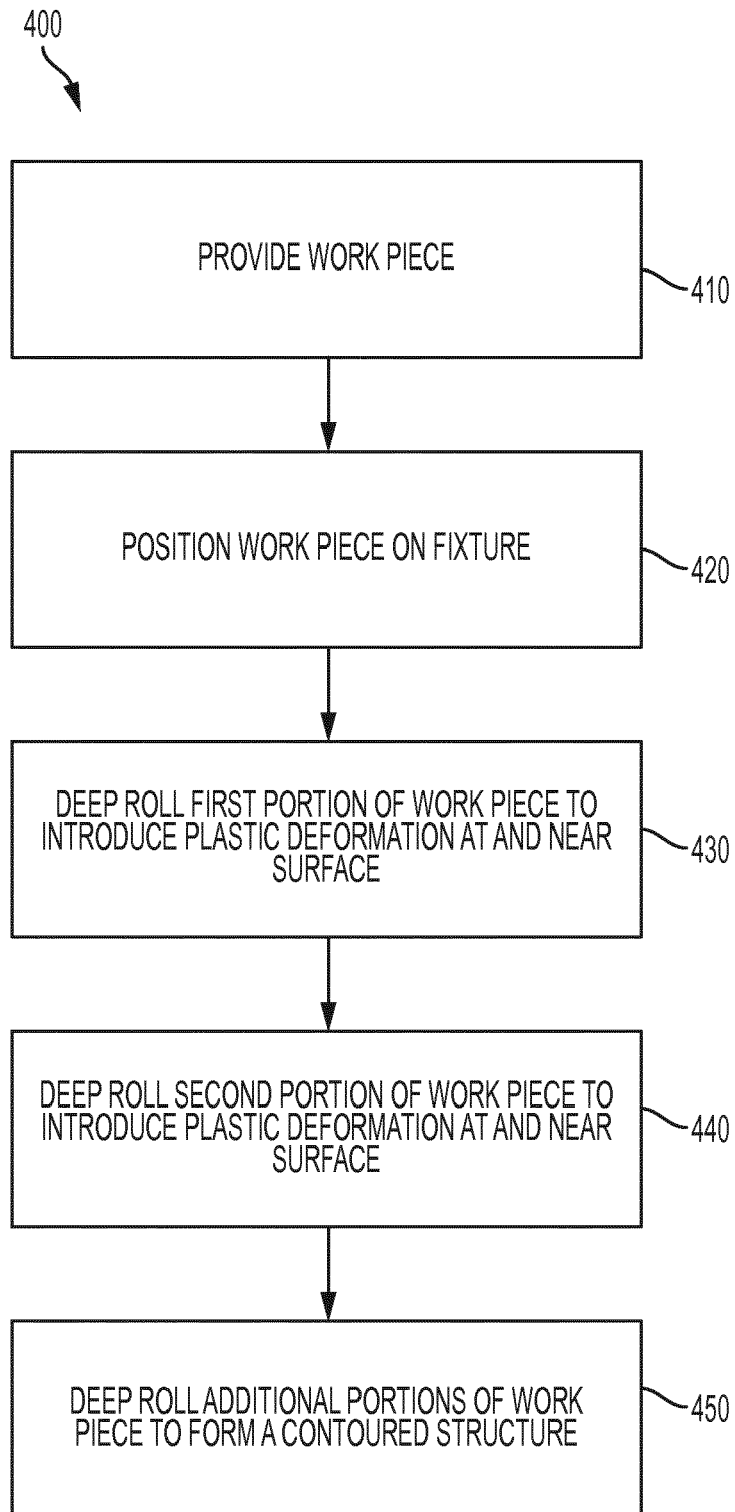 400
PROVIDE WORK PIECE
410
POSITION WORK PIECE ON FIXTURE
420
DEEP ROLL FIRST PORTION OF WORK PIECE TO
INTRODUCE PLASTIC DEFORMATION AT AND NEAR
SURFACE
430
DEEP ROLL SECOND PORTION OF WORK PIECE TO
INTRODUCE PLASTIC DEFORMATION AT AND NEAR
SURFACE
440
DEEP ROLL ADDITIONAL PORTIONS OF WORK
PIECE TO FORM A CONTOURED STRUCTURE
450